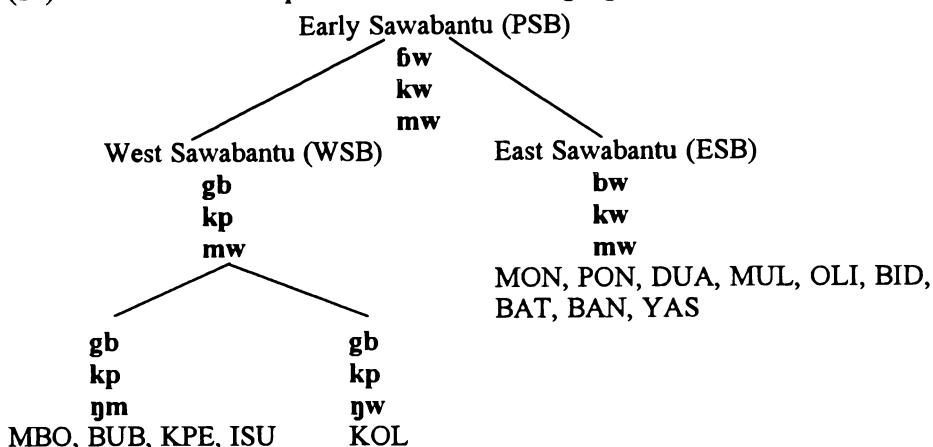 Early Sawabantu (PSB)
ɓw
kw
mw
West Sawabantu (WSB) East Sawabantu (ESB)
gb bw
kp kw
mw mw
MON, PON, DUA, MUL, OLI, BID,
BAT, BAN, YAS
gb gb
kp kp
ŋm ŋw
MBO, BUB, KPE, ISU KOL